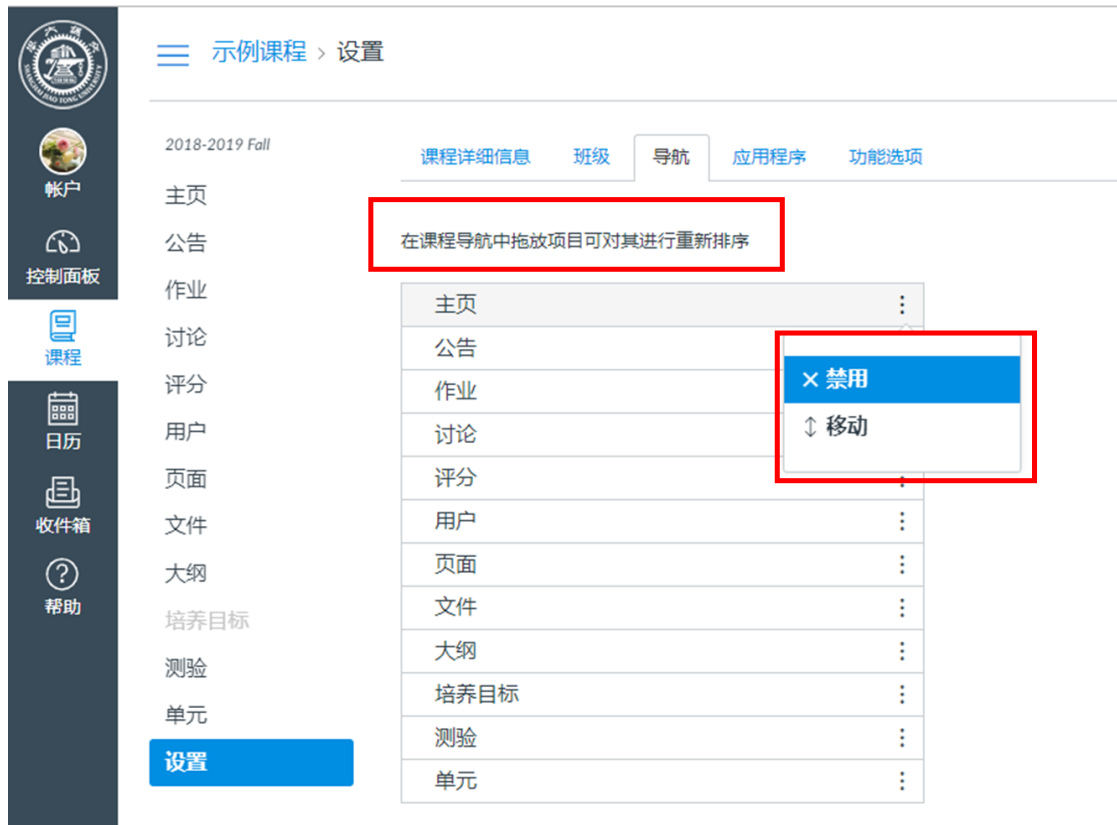 SHANGHAI JIAO TONG UNIVERSITY
帐户
控制面板
课程
日历
收件箱
帮助
示例课程 > 设置
2018-2019 Fall
主页
公告
作业
讨论
评分
用户
页面
文件
大纲
培养目标
测验
单元
设置
课程详细信息 班级 导航 应用程序 功能选项
在课程导航中拖放项目可对其进行重新排序
主页
公告
禁用
作业
移动
讨论
评分
用户
页面
文件
大纲
培养目标
测验
单元